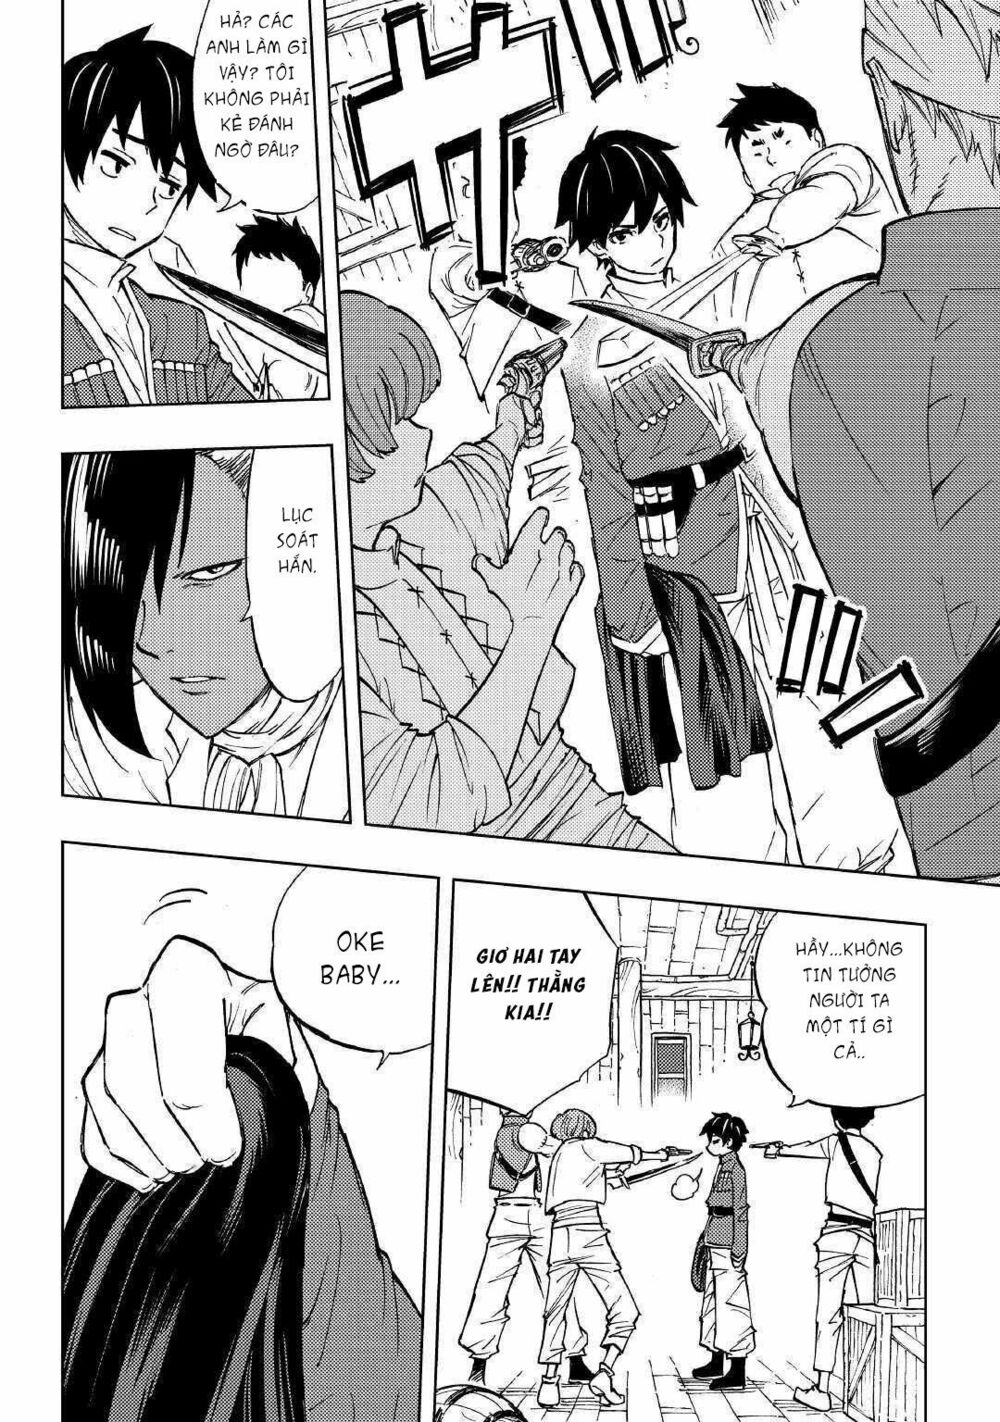 HẢ? CÁC
ANH LÀM GÌ
VẬY? TÔI
KHÔNG PHẢI
KẺ ĐÁNH
NGỜ ĐÂU?
LỤC
SOÁT
HẮN.
HẦY...KHÔNG
TIN TƯỞNG
NGƯỜI TA
MỘT TÍ GÌ
CẢ..
GIƠ HAI TAY
LÊN!! THẰNG
KIA!!
OKE
BABY...